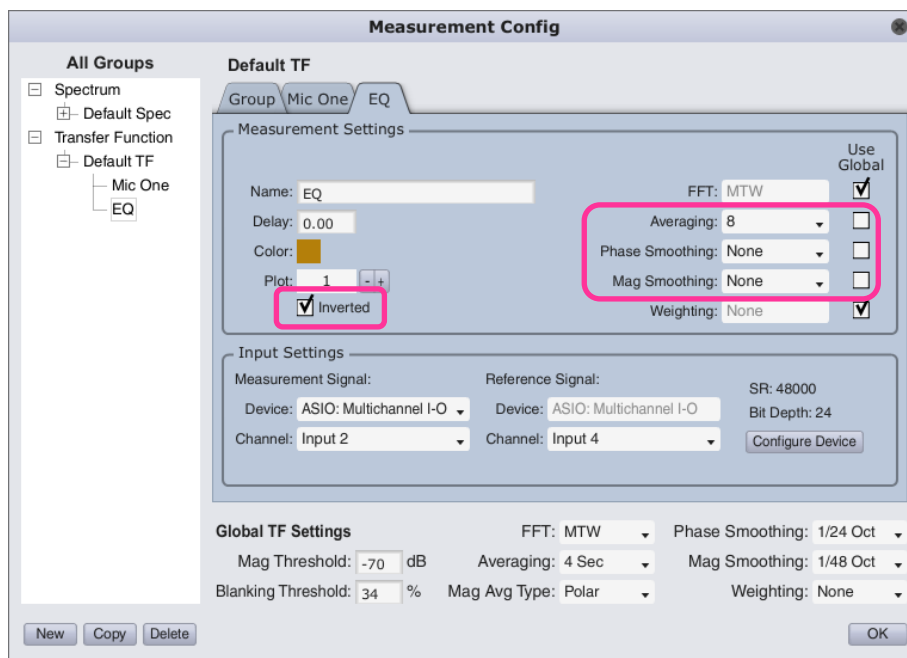 Measurement Config
All Groups
Spectrum
Default Spec
Transfer Function
Default TF
Mic One
EQ
Default TF
Group Mic One EQ
Measurement Settings
Use
Global
Name: EQ
FFT: MTW
Delay: 0.00
Averaging: 8
Color:
Phase Smoothing: None
Plot: 1 - +
Mag Smoothing: None
Inverted
Weighting: None
Input Settings
Measurement Signal:
Device: ASIO: Multichannel I-O
Channel: Input 2
Reference Signal:
Device: ASIO: Multichannel I-O
Channel: Input 4
SR: 48000
Bit Depth: 24
Configure Device
Global TF Settings
Mag Threshold: -70 dB
Blanking Threshold: 34 %
FFT: MTW
Averaging: 4 Sec
Mag Avg Type: Polar
Phase Smoothing: 1/24 Oct
Mag Smoothing: 1/48 Oct
Weighting: None
New Copy Delete
OK